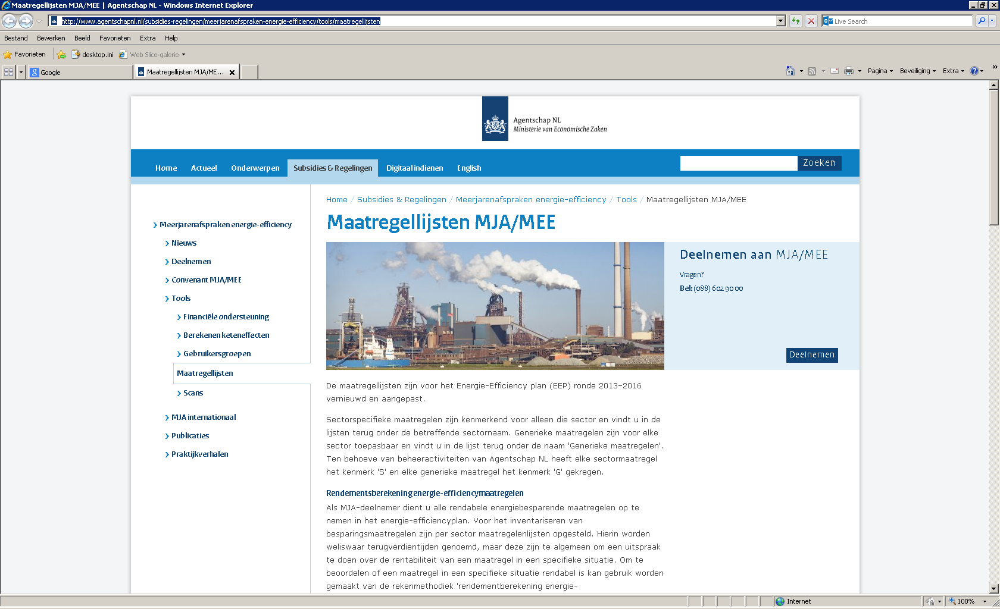 Maatregellijsten MJA/MEE | Agentschap NL - Windows Internet Explorer
http://www.agentschapnl.nl/subsidies-regelingen/meerjarenafspraken-energie-efficiency/tools/maatregellijsten
Live Search
Bestand Bewerken Beeld Favorieten Extra Help
Favorieten desktop.ini Web Slice-galerie
Google Maatregellijsten MJA/ME... Pagina Beveiliging Extra
Agentschap NL
Ministerie van Economische Zaken
Home Actueel Onderwerpen Subsidies & Regelingen Digitaal indienen English Zoeken
Home / Subsidies & Regelingen / Meerjarenafspraken energie-efficiency / Tools / Maatregellijsten MJA/MEE
Maatregellijsten MJA/MEE
Meerjarenafspraken energie-efficiency
Nieuws
Deelnemen
Convenant MJA/MEE
Tools
Financiële ondersteuning
Berekenen keteneffecten
Gebruikersgroepen
Maatregellijsten
Scans
MJA internationaal
Publicaties
Praktijkverhalen
Deelnemen aan MJA/MEE
Vragen?
Bel: (088) 602 90 00
Deelnemen
De maatregellijsten zijn voor het Energie-Efficiency plan (EEP) ronde 2013-2016
vernieuwd en aangepast.
Sectorspecifieke maatregelen zijn kenmerkend voor alleen die sector en vindt u in de
lijsten terug onder de betreffende sectornaam. Generieke maatregelen zijn voor elke
sector toepasbaar en vindt u in de lijst terug onder de naam 'Generieke maatregelen'.
Ten behoeve van beheeractiviteiten van Agentschap NL heeft elke sectormaatregel
het kenmerk 'S' en elke generieke maatregel het kenmerk 'G' gekregen.
Rendementsberekening energie-efficiencymaatregelen
Als MJA-deelnemer dient u alle rendabele energiebesparende maatregelen op te
nemen in het energie-efficiencyplan. Voor het inventariseren van
besparingsmaatregelen zijn per sector maatregelenlijsten opgesteld. Hierin worden
weliswaar terugverdientijden genoemd, maar deze zijn te algemeen om een uitspraak
te doen over de rentabiliteit van een maatregel in een specifieke situatie. Om te
beoordelen of een maatregel in een specifieke situatie rendabel is kan gebruik worden
gemaakt van de rekenmethodiek 'rendementberekening energie-
Internet 100%